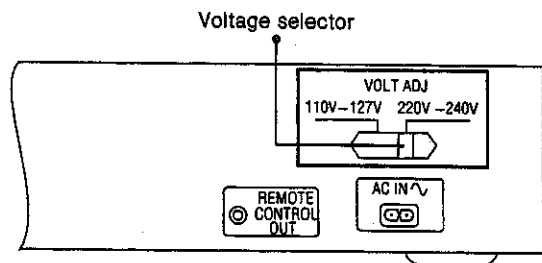 Voltage selector
VOLT ADJ
110V–127V 220V–240V
AC IN ∿
REMOTE
CONTROL
OUT